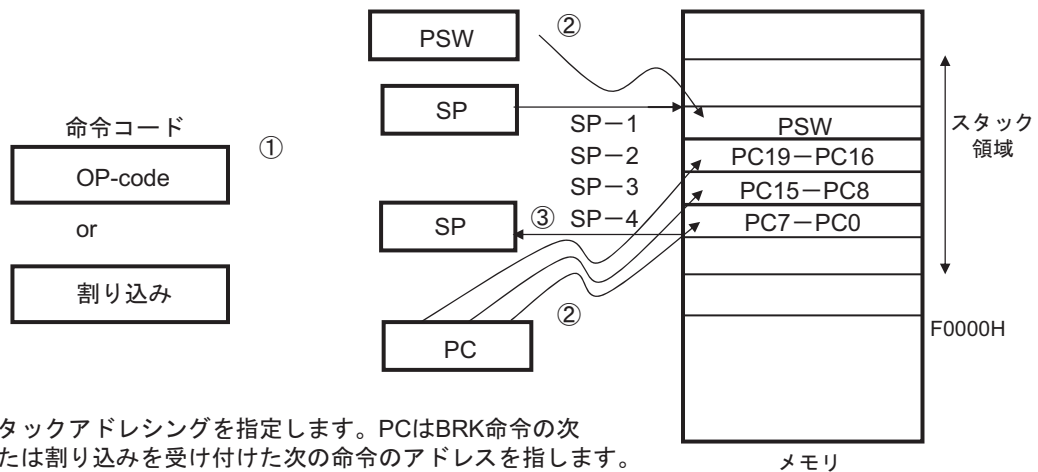 PSW
②
SP
SP－1
SP－2
SP－3
SP－4
PSW
PC19－PC16
PC15－PC8
PC7－PC0
スタック
領域
命令コード
①
OP-code
or
割り込み
SP
③
②
PC
F0000H
メモリ
タックアドレシングを指定します。PCはBRK命令の次
たは割り込みを受け付けた次の命令のアドレスを指します。